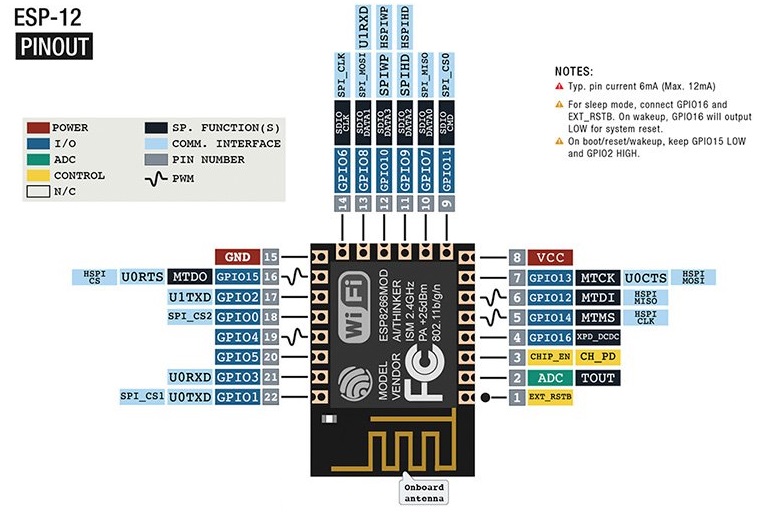 ESP-12
PINOUT
POWER
I/O
ADC
CONTROL
N/C
SP. FUNCTION(S)
COMM. INTERFACE
PIN NUMBER
PWM
NOTES:
Typ. pin current 6mA (Max. 12mA)
For sleep mode, connect GPIO16 and
EXT_RSTB. On wakeup, GPIO16 will output
LOW for system reset.
On boot/reset/wakeup, keep GPIO15 LOW
and GPIO2 HIGH.
SPI_CLK SDIO CLK GPIO6 14
U1RXD SPI_MOSI SDIO DATA1 GPIO8 13
HSPIWP SPIWP SDIO DATA3 GPIO10 12
HSPIHD SPIHD SDIO DATA2 GPIO9 11
SPI_MISO SDIO DATA0 GPIO7 10
SPI_CS0 SDIO CMD GPIO11 9
GND 15
HSPI CS U0RTS MTDO GPIO15 16
U1TXD GPIO2 17
SPI_CS2 GPIO0 18
GPIO4 19
GPIO5 20
U0RXD GPIO3 21
SPI_CS1 U0TXD GPIO1 22
8 VCC
7 GPIO13 MTCK U0CTS HSPI MOSI
6 GPIO12 MTDI HSPI MISO
5 GPIO14 MTMS HSPI CLK
4 GPIO16 XPD_DCDC
3 CHIP_EN CH_PD
2 ADC TOUT
1 EXT_RSTB
WiFi
MODEL ESP8266MOD
VENDOR AI/THINKER
ISM 2.4GHz
PA +25dBm
802.11b/g/n
FC
Onboard
antenna